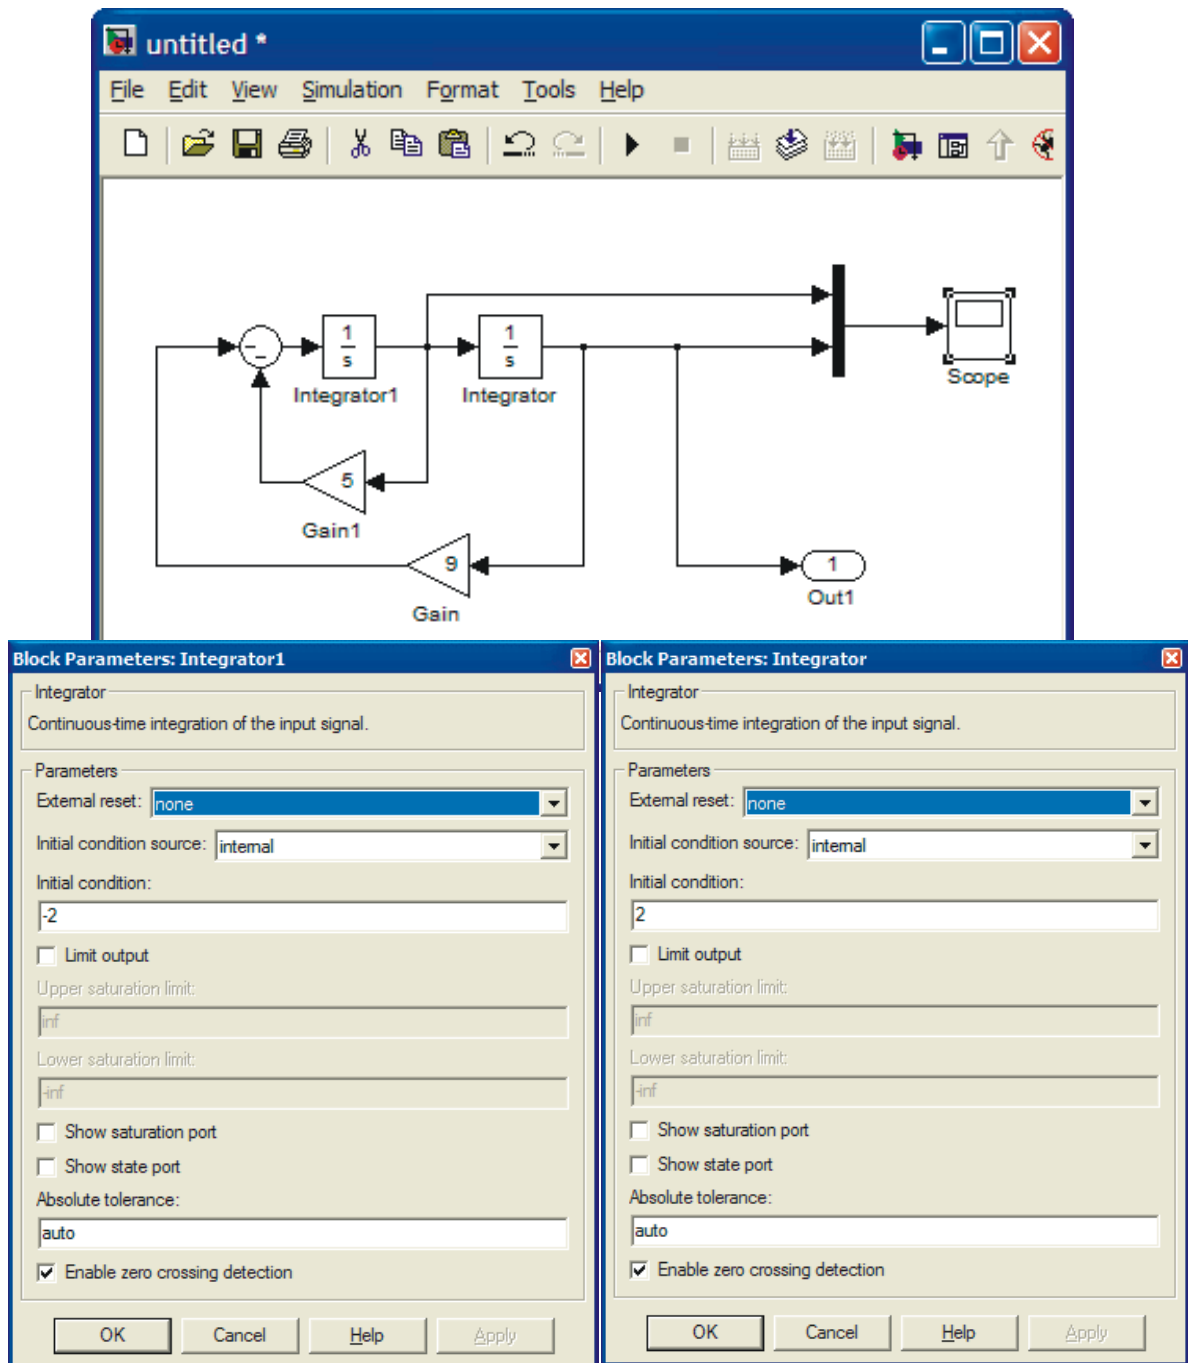 untitled *
File Edit View Simulation Format Tools Help
1
s
Integrator1
1
s
Integrator
Scope
5
Gain1
9
Gain
1
Out1
Block Parameters: Integrator1
Integrator
Continuous-time integration of the input signal.
Parameters
External reset: none
Initial condition source: internal
Initial condition:
-2
Limit output
Upper saturation limit:
inf
Lower saturation limit:
-inf
Show saturation port
Show state port
Absolute tolerance:
auto
Enable zero crossing detection
OK Cancel Help Apply
Block Parameters: Integrator
Integrator
Continuous-time integration of the input signal.
Parameters
External reset: none
Initial condition source: internal
Initial condition:
2
Limit output
Upper saturation limit:
inf
Lower saturation limit:
-inf
Show saturation port
Show state port
Absolute tolerance:
auto
Enable zero crossing detection
OK Cancel Help Apply